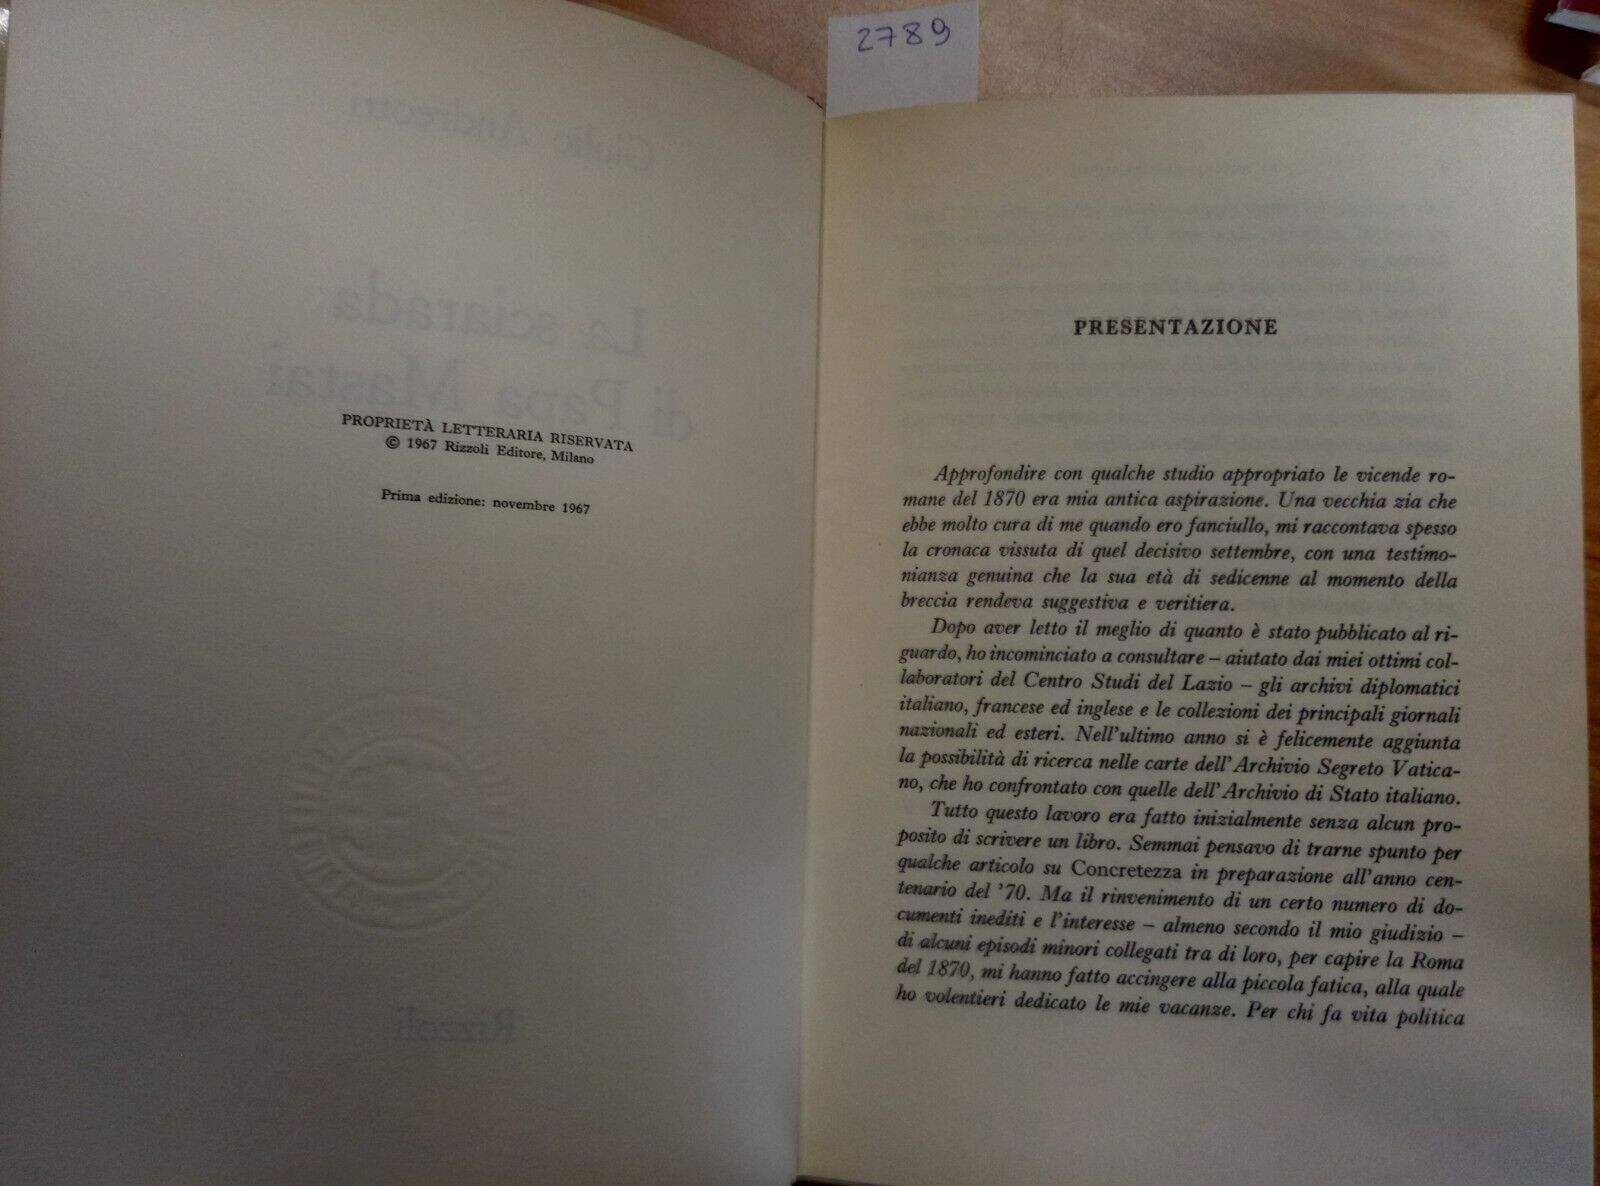 2789
Giulio Andreotti
La sciarada
di Papa Mastai
PROPRIETÀ LETTERARIA RISERVATA
© 1967 Rizzoli Editore, Milano
Prima edizione: novembre 1967
Rizzoli
PRESENTAZIONE
Approfondire con qualche studio appropriato le vicende ro-
mane del 1870 era mia antica aspirazione. Una vecchia zia che
ebbe molto cura di me quando ero fanciullo, mi raccontava spesso
la cronaca vissuta di quel decisivo settembre, con una testimo-
nianza genuina che la sua età di sedicenne al momento della
breccia rendeva suggestiva e veritiera.
Dopo aver letto il meglio di quanto è stato pubblicato al ri-
guardo, ho incominciato a consultare – aiutato dai miei ottimi col-
laboratori del Centro Studi del Lazio – gli archivi diplomatici
italiano, francese ed inglese e le collezioni dei principali giornali
nazionali ed esteri. Nell'ultimo anno si è felicemente aggiunta
la possibilità di ricerca nelle carte dell'Archivio Segreto Vatica-
no, che ho confrontato con quelle dell'Archivio di Stato italiano.
Tutto questo lavoro era fatto inizialmente senza alcun pro-
posito di scrivere un libro. Semmai pensavo di trarne spunto per
qualche articolo su Concretezza in preparazione all'anno cen-
tenario del '70. Ma il rinvenimento di un certo numero di do-
cumenti inediti e l'interesse – almeno secondo il mio giudizio –
di alcuni episodi minori collegati tra di loro, per capire la Roma
del 1870, mi hanno fatto accingere alla piccola fatica, alla quale
ho volentieri dedicato le mie vacanze. Per chi fa vita politica